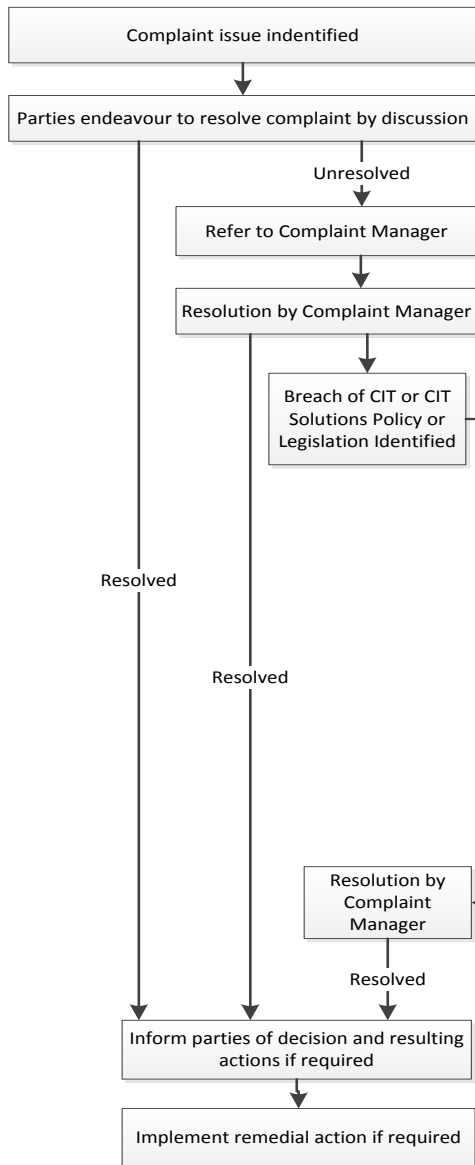 Complaint issue indentified
Parties endeavour to resolve complaint by discussion
Unresolved
Refer to Complaint Manager
Resolution by Complaint Manager
Breach of CIT or CIT
Solutions Policy or
Legislation Identified
Resolved
Resolved
Resolution by
Complaint
Manager
Resolved
Inform parties of decision and resulting
actions if required
Implement remedial action if required